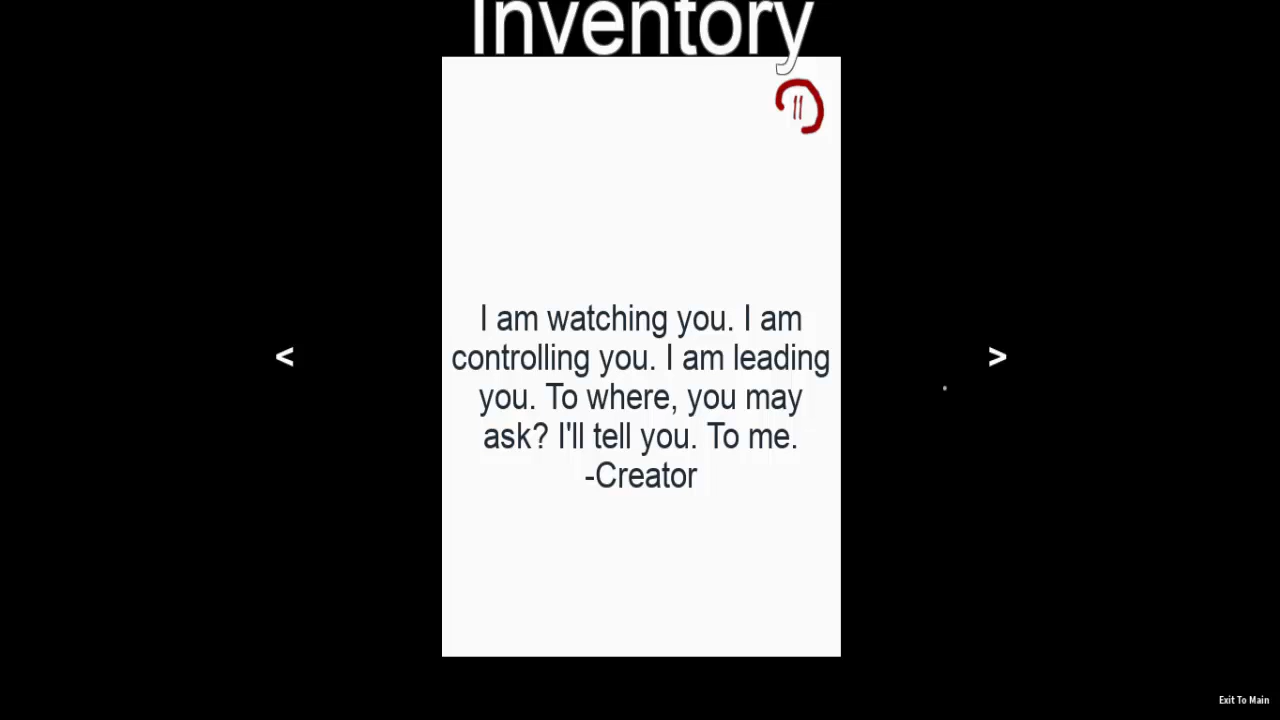 Inventory
11
I am watching you. I am
controlling you. I am leading
you. To where, you may
ask? I'll tell you. To me.
-Creator
<
>
Exit To Main